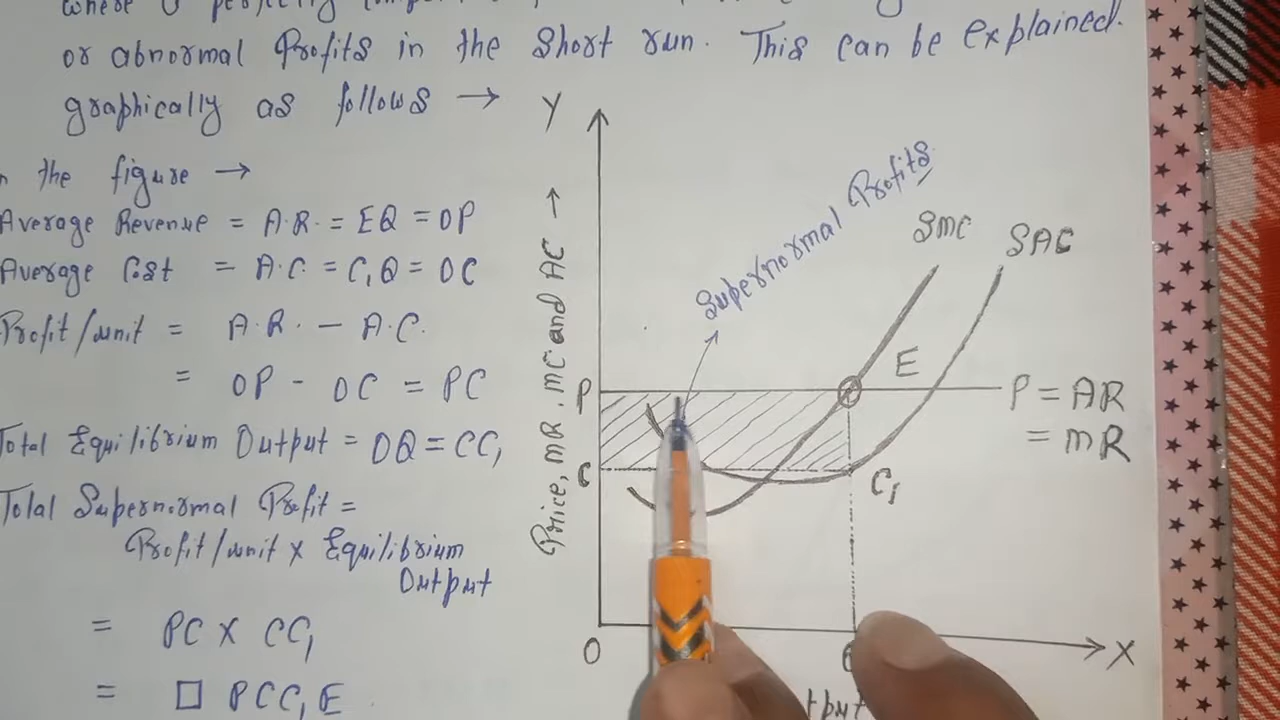 or abnormal Profits in the short run. This can be explained.
graphically as follows →
the figure →
Average Revenue = A.R. = EQ = OP
Average Cost = A.C. = C₁Q = OC
Profit/unit = A.R. - A.C.
= OP - OC = PC
Total Equilibrium Output = OQ = CC₁
Total Supernormal Profit =
Profit/unit x Equilibrium
Output
= PC X CC₁
= □ PCC₁E
Y
Price, MR, MC and AC →
Supernormal Profits
SMC
SAC
P
E
P = AR
= MR
C
C₁
O
X